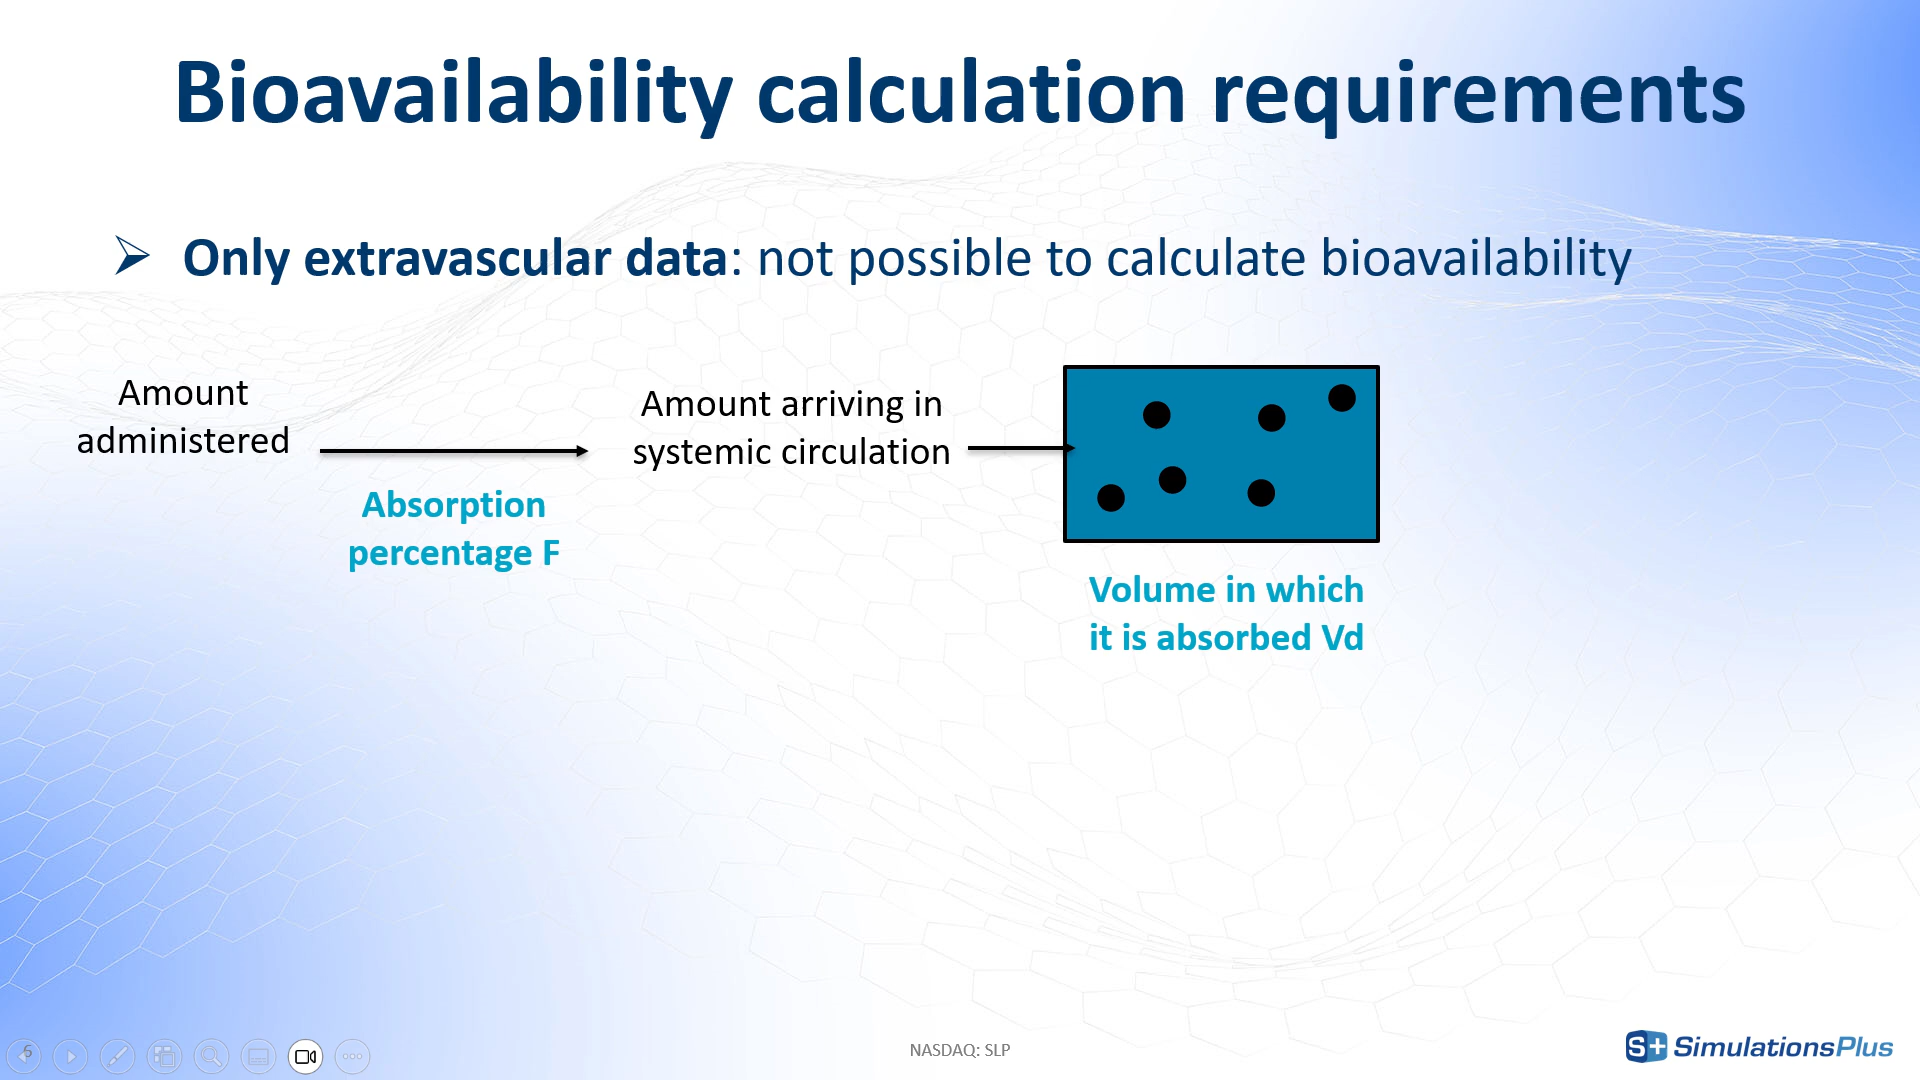 Bioavailability calculation requirements
Only extravascular data: not possible to calculate bioavailability
Amount
administered
Absorption
percentage F
Amount arriving in
systemic circulation
Volume in which
it is absorbed Vd
6
NASDAQ: SLP
S+ SimulationsPlus